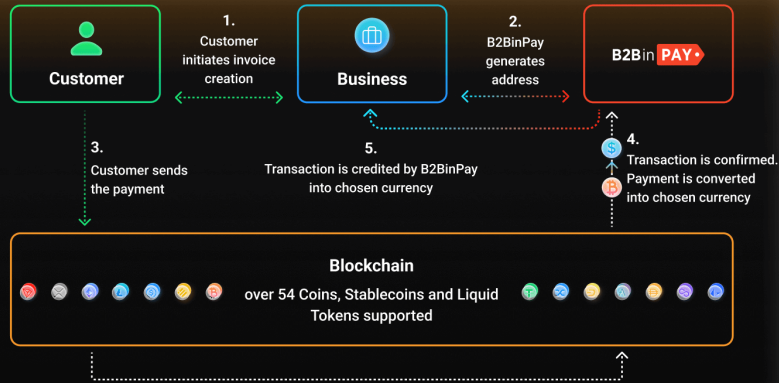 1.
Customer
initiates invoice
creation
2.
B2BinPay
generates
address
Customer
Business
B2BinPAY
3.
Customer sends
the payment
5.
Transaction is credited by B2BinPay
into chosen currency
4.
Transaction is confirmed.
Payment is converted
into chosen currency
Blockchain
over 54 Coins, Stablecoins and Liquid
Tokens supported